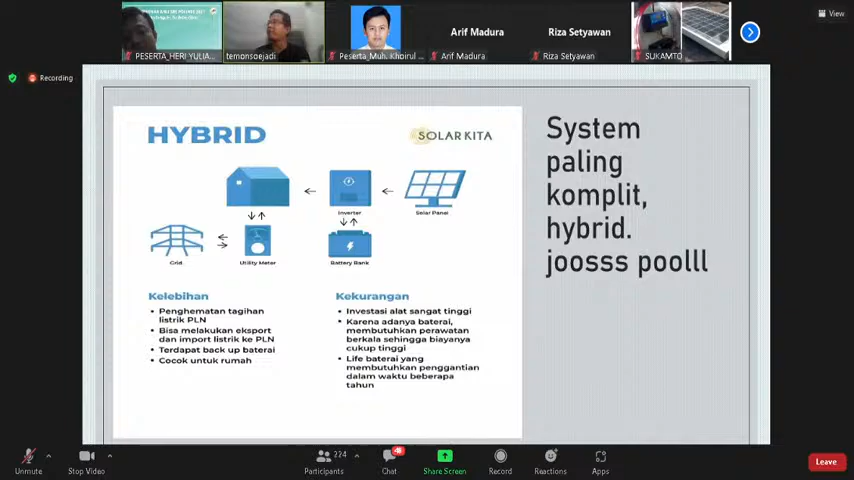 View
PESERTA_HERI YULIA...
temonsoejadi
Peserta_Muh. Khoirul ...
Arif Madura
Arif Madura
Riza Setyawan
Riza Setyawan
SUKAMTO
Recording
HYBRID
SOLAR KITA
Inverter
Solar Panel
Grid
Utility Meter
Battery Bank
Kelebihan
• Penghematan tagihan
listrik PLN
• Bisa melakukan eksport
dan import listrik ke PLN
• Terdapat back up baterai
• Cocok untuk rumah
Kekurangan
• Investasi alat sangat tinggi
• Karena adanya baterai,
membutuhkan perawatan
berkala sehingga biayanya
cukup tinggi
• Life baterai yang
membutuhkan penggantian
dalam waktu beberapa
tahun
System
paling
komplit,
hybrid.
joosss poolll
Unmute
Stop Video
224
Participants
Chat
Share Screen
Record
Reactions
Apps
Leave